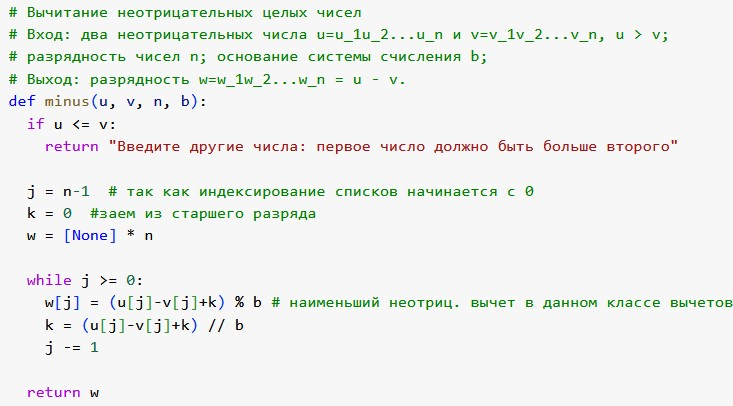 # Вычитание неотрицательных целых чисел
# Вход: два неотрицательных числа u=u_1u_2...u_n и v=v_1v_2...v_n, u > v;
# разрядность чисел n; основание системы счисления b;
# Выход: разрядность w=w_1w_2...w_n = u - v.
def minus(u, v, n, b):
  if u <= v:
    return "Введите другие числа: первое число должно быть больше второго"

  j = n-1  # так как индексирование списков начинается с 0
  k = 0  #заем из старшего разряда
  w = [None] * n

  while j >= 0:
    w[j] = (u[j]-v[j]+k) % b # наименьший неотриц. вычет в данном классе вычетов
    k = (u[j]-v[j]+k) // b
    j -= 1

  return w